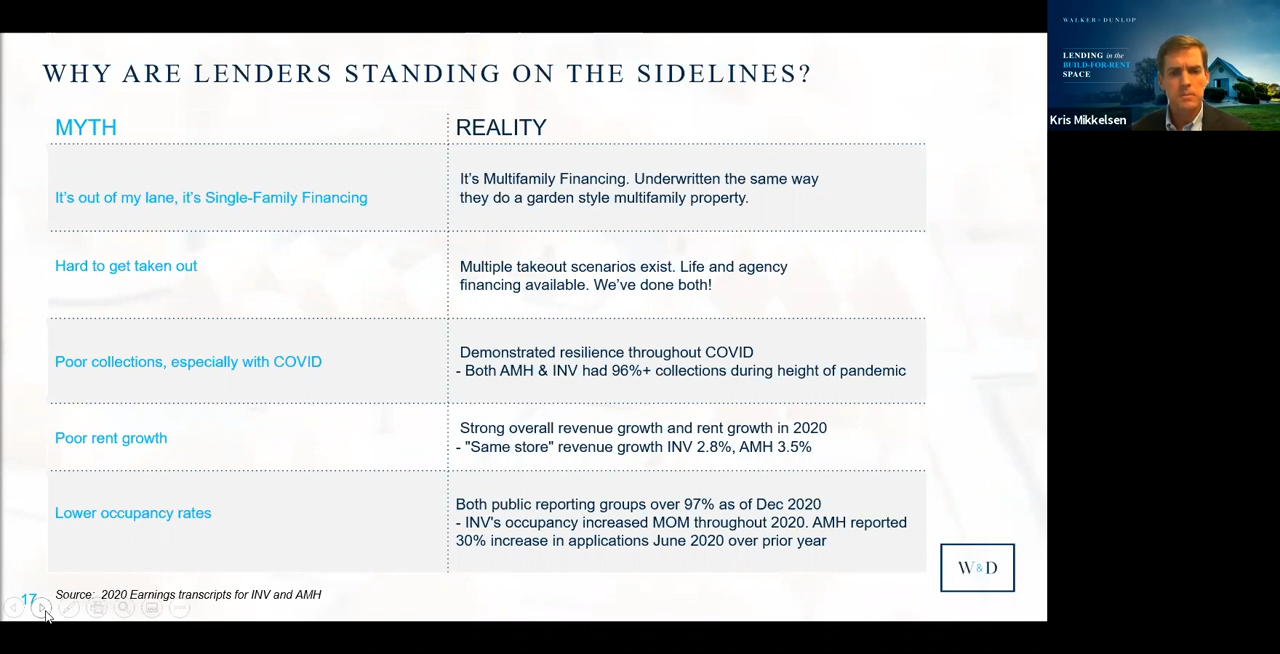 WHY ARE LENDERS STANDING ON THE SIDELINES?
MYTH
REALITY
It's out of my lane, it's Single-Family Financing
It's Multifamily Financing. Underwritten the same way
they do a garden style multifamily property.
Hard to get taken out
Multiple takeout scenarios exist. Life and agency
financing available. We've done both!
Poor collections, especially with COVID
Demonstrated resilience throughout COVID
- Both AMH & INV had 96%+ collections during height of pandemic
Poor rent growth
Strong overall revenue growth and rent growth in 2020
- "Same store" revenue growth INV 2.8%, AMH 3.5%
Lower occupancy rates
Both public reporting groups over 97% as of Dec 2020
- INV's occupancy increased MOM throughout 2020. AMH reported
30% increase in applications June 2020 over prior year
W&D
17
Source: 2020 Earnings transcripts for INV and AMH
WALKER & DUNLOP
LENDING in the
BUILD-FOR-RENT
SPACE
Kris Mikkelsen